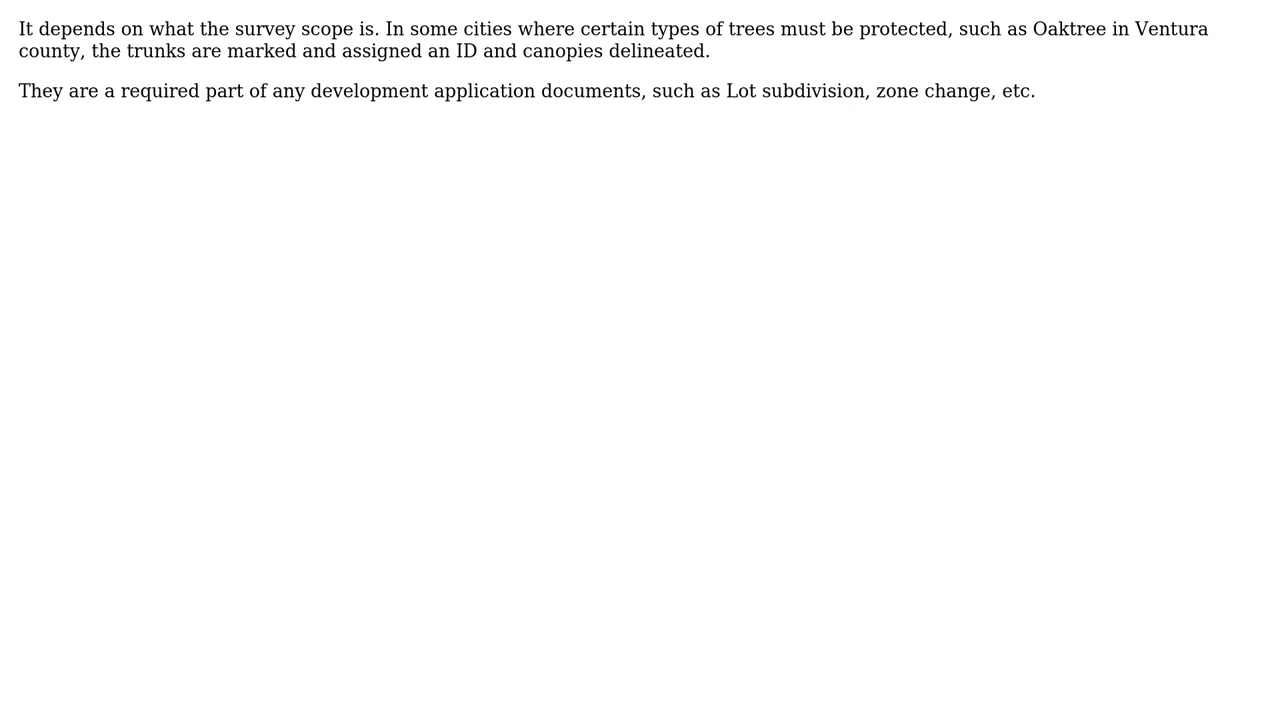 It depends on what the survey scope is. In some cities where certain types of trees must be protected, such as Oaktree in Ventura
county, the trunks are marked and assigned an ID and canopies delineated.
They are a required part of any development application documents, such as Lot subdivision, zone change, etc.